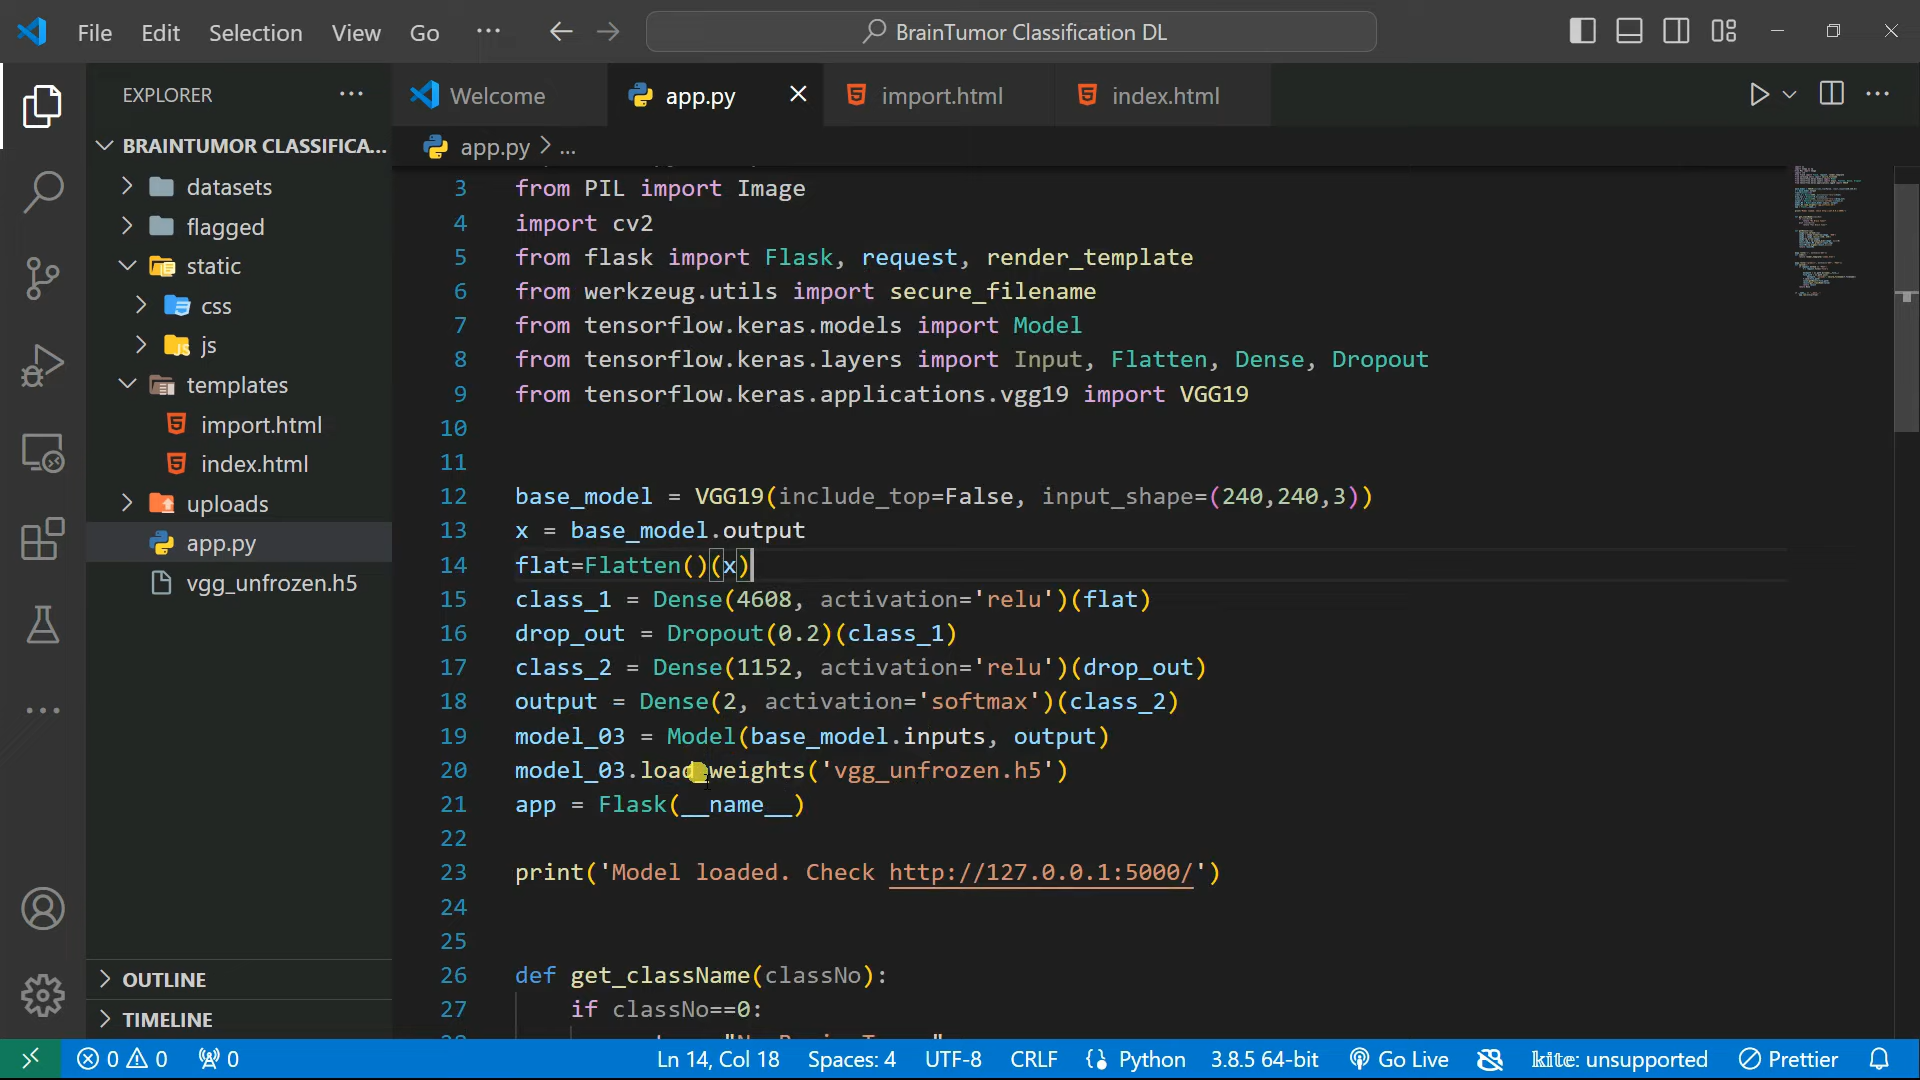 File Edit Selection View Go ··· BrainTumor Classification DL
EXPLORER ···
BRAINTUMOR CLASSIFICA...
datasets
flagged
static
css
js
templates
import.html
index.html
uploads
app.py
vgg_unfrozen.h5
OUTLINE
TIMELINE
Welcome app.py import.html index.html
app.py > ...
3 from PIL import Image
4 import cv2
5 from flask import Flask, request, render_template
6 from werkzeug.utils import secure_filename
7 from tensorflow.keras.models import Model
8 from tensorflow.keras.layers import Input, Flatten, Dense, Dropout
9 from tensorflow.keras.applications.vgg19 import VGG19
10
11
12 base_model = VGG19(include_top=False, input_shape=(240,240,3))
13 x = base_model.output
14 flat=Flatten()(x)
15 class_1 = Dense(4608, activation='relu')(flat)
16 drop_out = Dropout(0.2)(class_1)
17 class_2 = Dense(1152, activation='relu')(drop_out)
18 output = Dense(2, activation='softmax')(class_2)
19 model_03 = Model(base_model.inputs, output)
20 model_03.load_weights('vgg_unfrozen.h5')
21 app = Flask(__name__)
22
23 print('Model loaded. Check http://127.0.0.1:5000/')
24
25
26 def get_className(classNo):
27 if classNo==0:
0 0 0 Ln 14, Col 18 Spaces: 4 UTF-8 CRLF Python 3.8.5 64-bit Go Live kite: unsupported Prettier